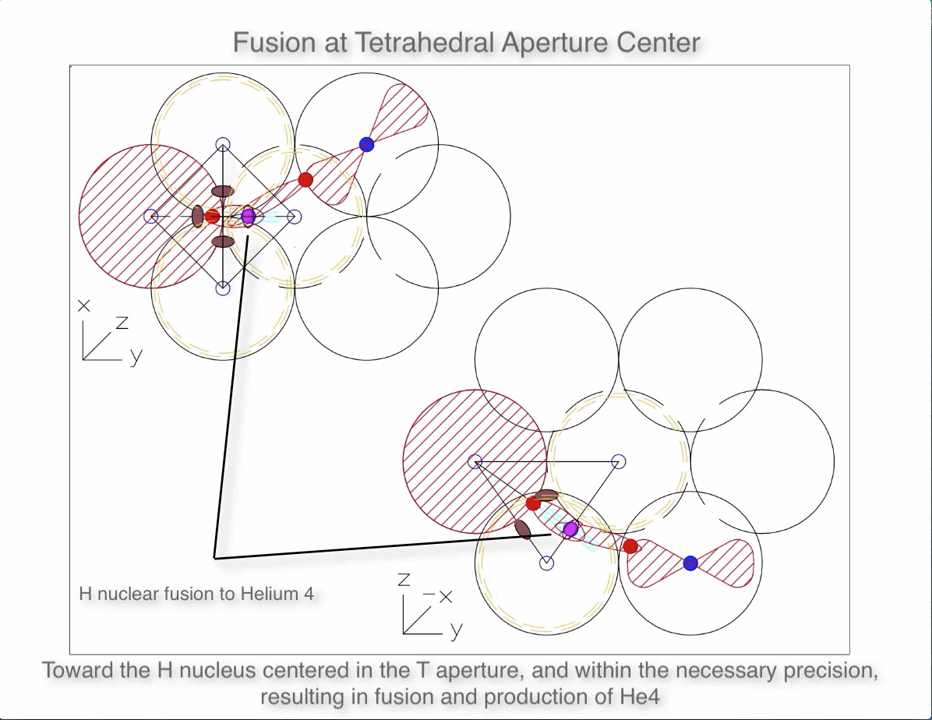 Fusion at Tetrahedral Aperture Center
x
z
y
H nuclear fusion to Helium 4
z
-x
y
Toward the H nucleus centered in the T aperture, and within the necessary precision,
resulting in fusion and production of He4